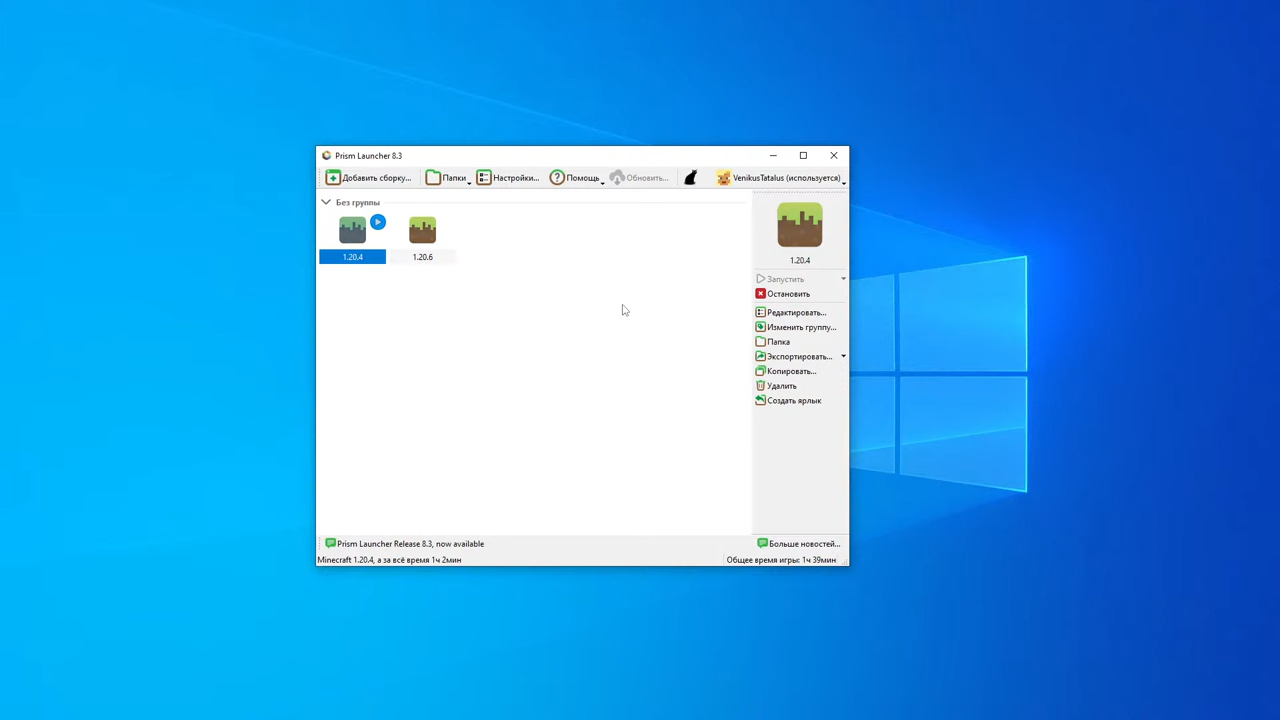 Prism Launcher 8.3
Добавить сборку... Папки Настройки... Помощь Обновить... VenikusTatalus (используется)
Без группы
1.20.4 1.20.6
1.20.4
Запустить
Остановить
Редактировать...
Изменить группу...
Папка
Экспортировать...
Копировать...
Удалить
Создать ярлык
Prism Launcher Release 8.3, now available Больше новостей...
Minecraft 1.20.4, а за всё время 1ч 2мин Общее время игры: 1ч 39мин